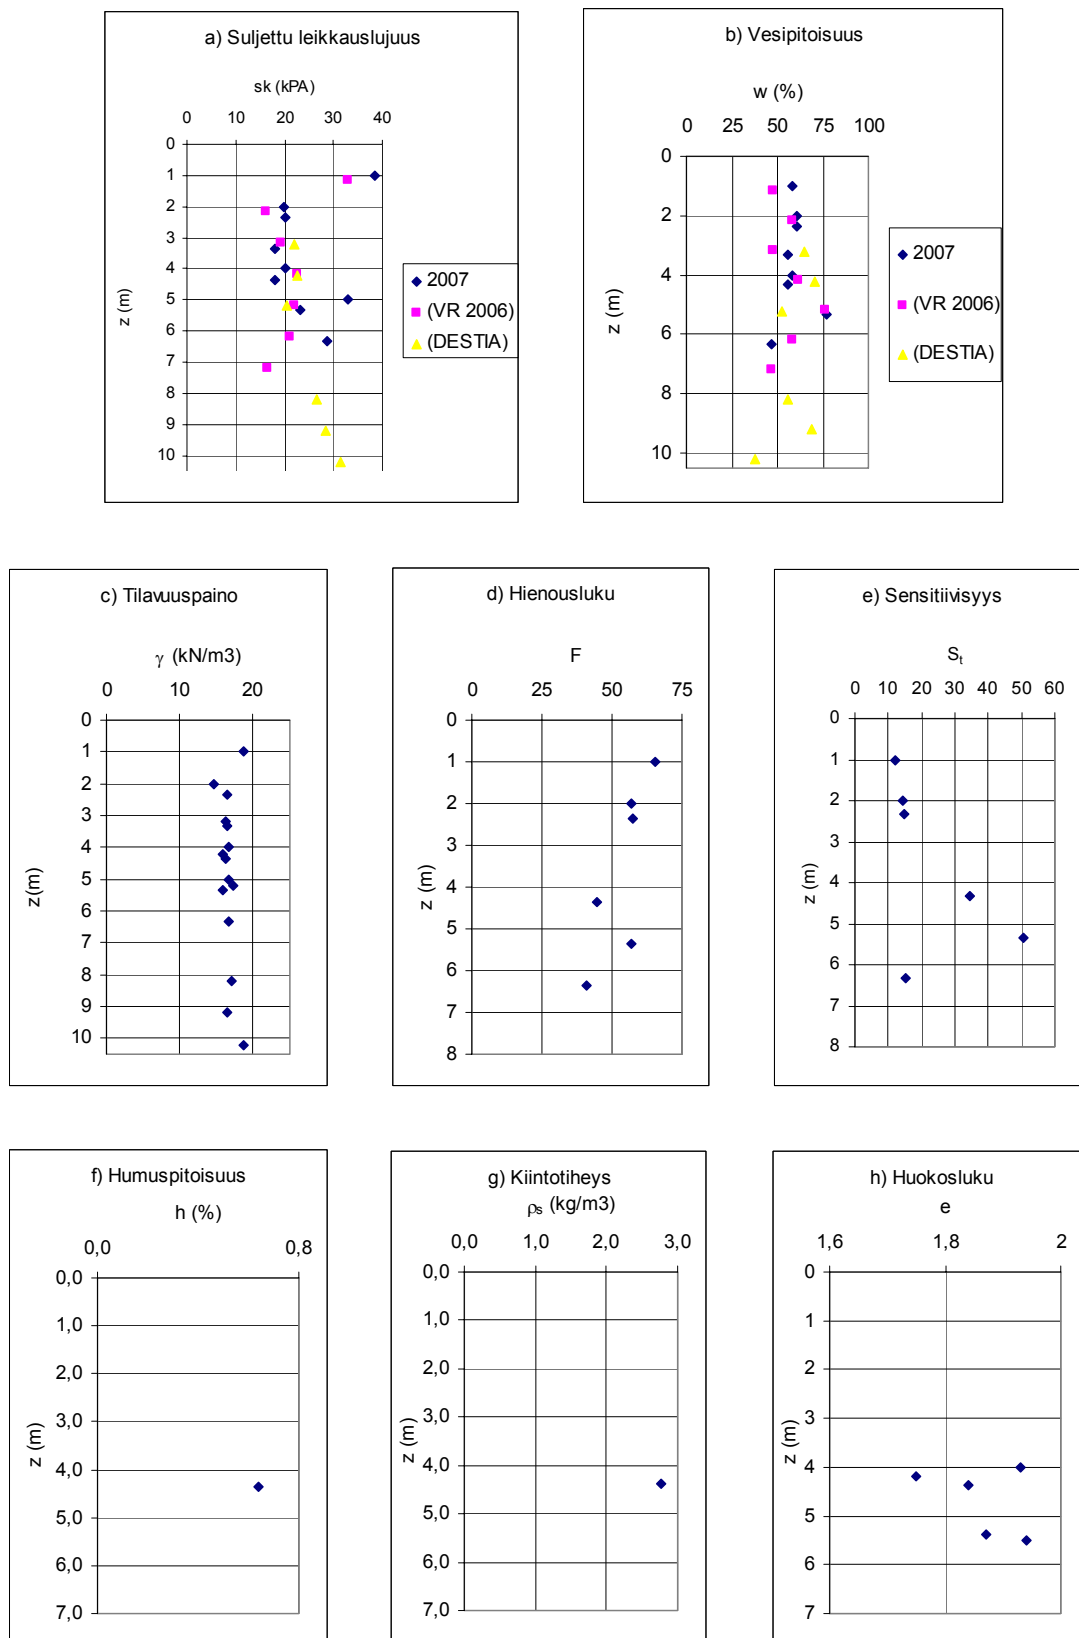 a) Suljettu leikkauslujuus
sk (kPA)
0 10 20 30 40
0
1
2
3
4
5
6
7
8
9
10
z (m)
2007
(VR 2006)
(DESTIA)
b) Vesipitoisuus
w (%)
0 25 50 75 100
0
2
4
6
8
10
z (m)
2007
(VR 2006)
(DESTIA)
c) Tilavuuspaino
γ (kN/m3)
0 10 20
0
1
2
3
4
5
6
7
8
9
10
z(m)
d) Hienousluku
F
0 25 50 75
0
1
2
3
4
5
6
7
8
z (m)
e) Sensitiivisyys
St
0 10 20 30 40 50 60
0
1
2
3
4
5
6
7
8
z (m)
f) Humuspitoisuus
h (%)
0,0 0,8
0,0
1,0
2,0
3,0
4,0
5,0
6,0
7,0
z (m)
g) Kiintotiheys
ρs (kg/m3)
0,0 1,0 2,0 3,0
0,0
1,0
2,0
3,0
4,0
5,0
6,0
7,0
z (m)
h) Huokosluku
e
1,6 1,8 2
0
1
2
3
4
5
6
7
z (m)